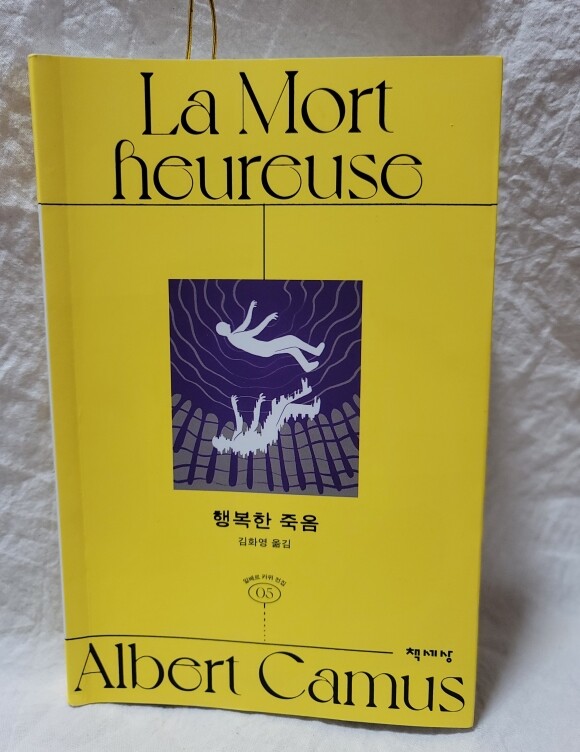 La Mort
heureuse
행복한 죽음
김화영 옮김
알베르 카뮈 전집
05
책세상
Albert Camus